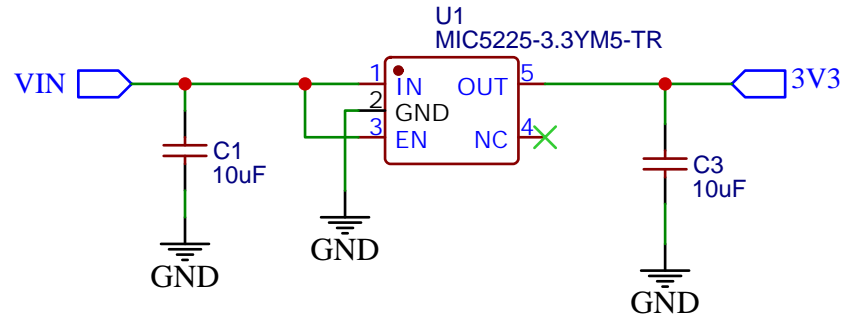 U1
MIC5225-3.3YM5-TR
VIN
1
IN
OUT
5
3V3
2
GND
3
EN
NC
4
C1
10uF
C3
10uF
GND
GND
GND